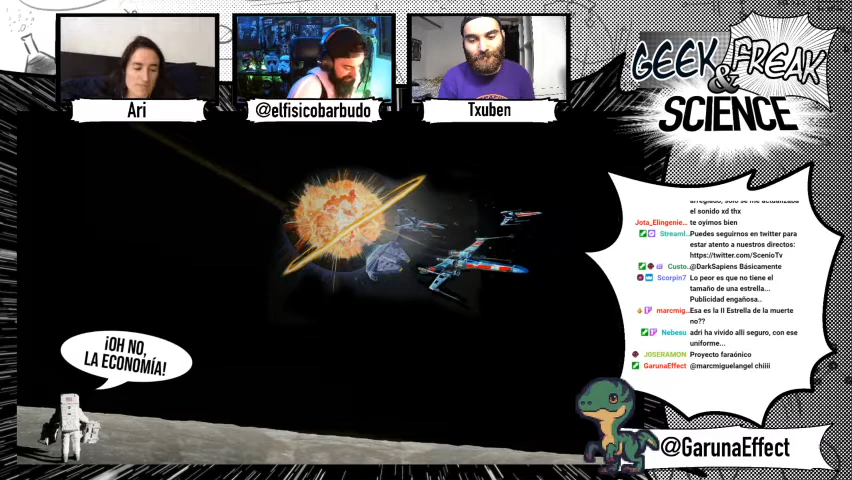 GEEK
& FREAK
SCIENCE
Ari
@elfisicobarbudo
Txuben
arreglado, solo se me actualizaba
el sonido xd thx
Jota_Elingenie... te oyimos bien
Streaml... Puedes seguirnos en twitter para
estar atento a nuestros directos:
https://twitter.com/ScenioTv
Custo... @DarkSapiens Básicamente
Scorpin7 Lo peor es que no tiene el
tamaño de una estrella...
Publicidad engañosa..
marcmig... Esa es la II Estrella de la muerte
no??
Nebesu adri ha vivido allí seguro, con ese
uniforme...
J0SERAMON Proyecto faraónico
GarunaEffect @marcmiguelangel chiiii
¡OH NO,
LA ECONOMÍA!
@GarunaEffect